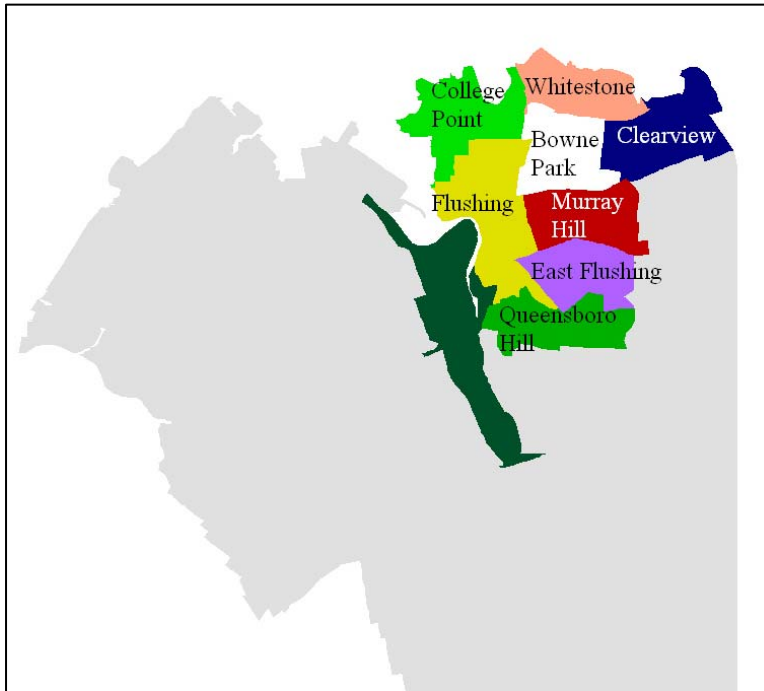 College
Point
Whitestone
Bowne
Park
Clearview
Flushing
Murray
Hill
East Flushing
Queensboro
Hill